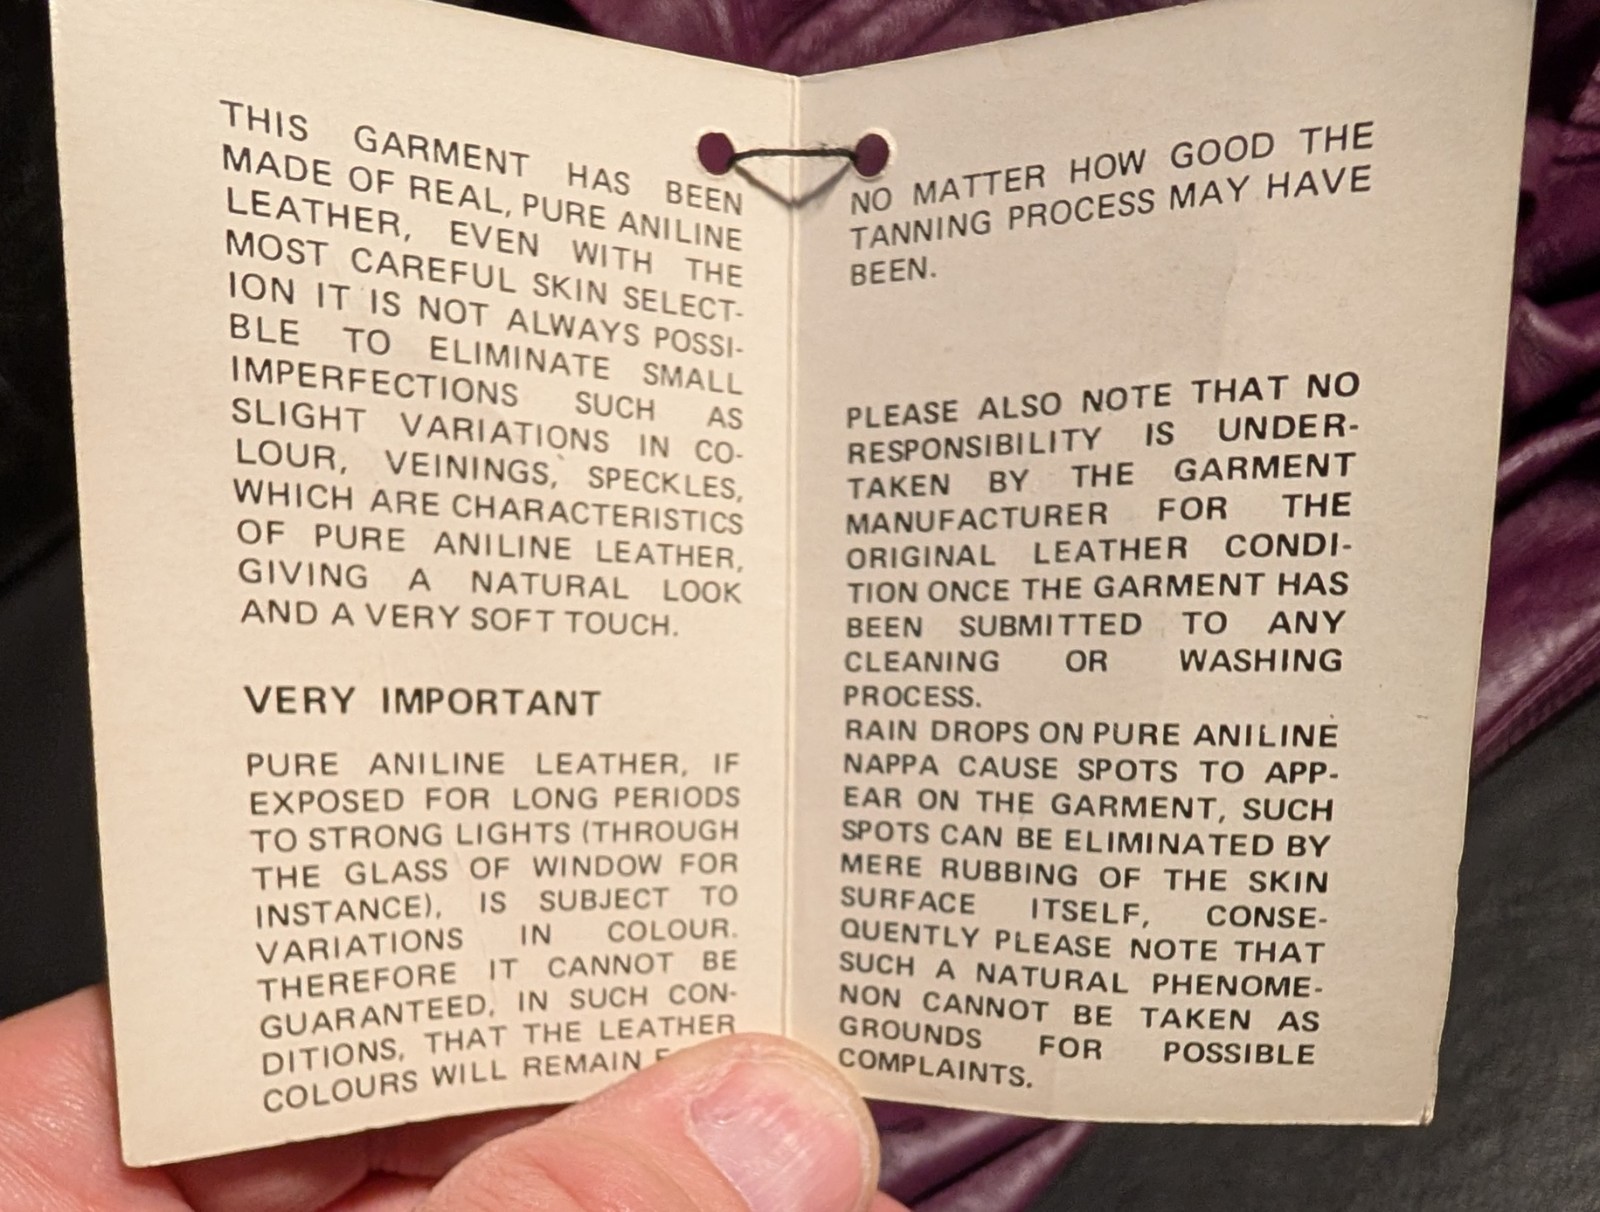 THIS GARMENT HAS BEEN
MADE OF REAL, PURE ANILINE
LEATHER, EVEN WITH THE
MOST CAREFUL SKIN SELECT-
ION IT IS NOT ALWAYS POSSI-
BLE TO ELIMINATE SMALL
IMPERFECTIONS SUCH AS
SLIGHT VARIATIONS IN CO-
LOUR, VEININGS, SPECKLES,
WHICH ARE CHARACTERISTICS
OF PURE ANILINE LEATHER,
GIVING A NATURAL LOOK
AND A VERY SOFT TOUCH.
VERY IMPORTANT
PURE ANILINE LEATHER, IF
EXPOSED FOR LONG PERIODS
TO STRONG LIGHTS (THROUGH
THE GLASS OF WINDOW FOR
INSTANCE), IS SUBJECT TO
VARIATIONS IN COLOUR.
THEREFORE IT CANNOT BE
GUARANTEED, IN SUCH CON-
DITIONS, THAT THE LEATHER
COLOURS WILL REMAIN
NO MATTER HOW GOOD THE
TANNING PROCESS MAY HAVE
BEEN.
PLEASE ALSO NOTE THAT NO
RESPONSIBILITY IS UNDER-
TAKEN BY THE GARMENT
MANUFACTURER FOR THE
ORIGINAL LEATHER CONDI-
TION ONCE THE GARMENT HAS
BEEN SUBMITTED TO ANY
CLEANING OR WASHING
PROCESS.
RAIN DROPS ON PURE ANILINE
NAPPA CAUSE SPOTS TO APP-
EAR ON THE GARMENT, SUCH
SPOTS CAN BE ELIMINATED BY
MERE RUBBING OF THE SKIN
SURFACE ITSELF, CONSE-
QUENTLY PLEASE NOTE THAT
SUCH A NATURAL PHENOME-
NON CANNOT BE TAKEN AS
GROUNDS FOR POSSIBLE
COMPLAINTS.